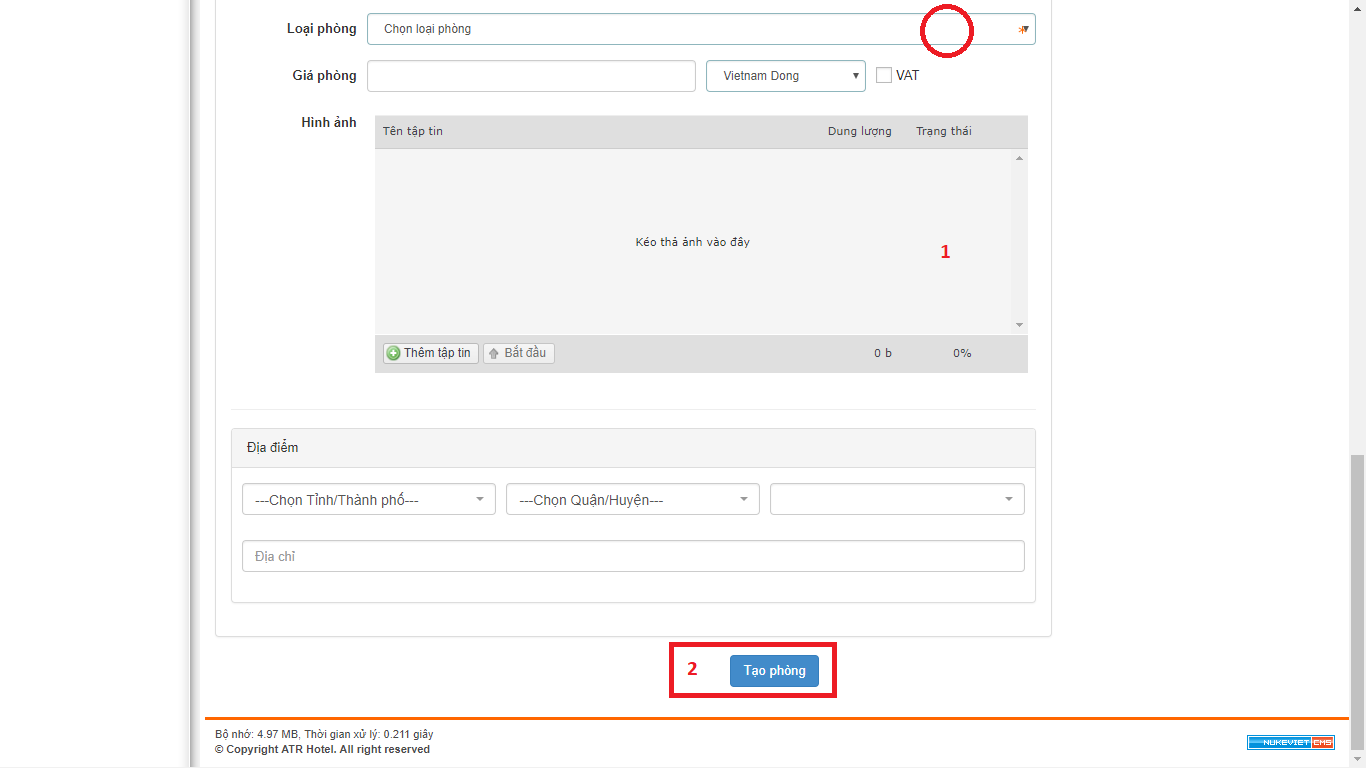 Loại phòng Chọn loại phòng
Giá phòng Vietnam Dong VAT
Hình ảnh
Tên tập tin Dung lượng Trạng thái
Kéo thả ảnh vào đây
1
Thêm tập tin Bắt đầu 0 b 0%
Địa điểm
---Chọn Tỉnh/Thành phố--- ---Chọn Quận/Huyện---
Địa chỉ
2 Tạo phòng
Bộ nhớ: 4.97 MB, Thời gian xử lý: 0.211 giây
© Copyright ATR Hotel. All right reserved
NUKEVIET CMS